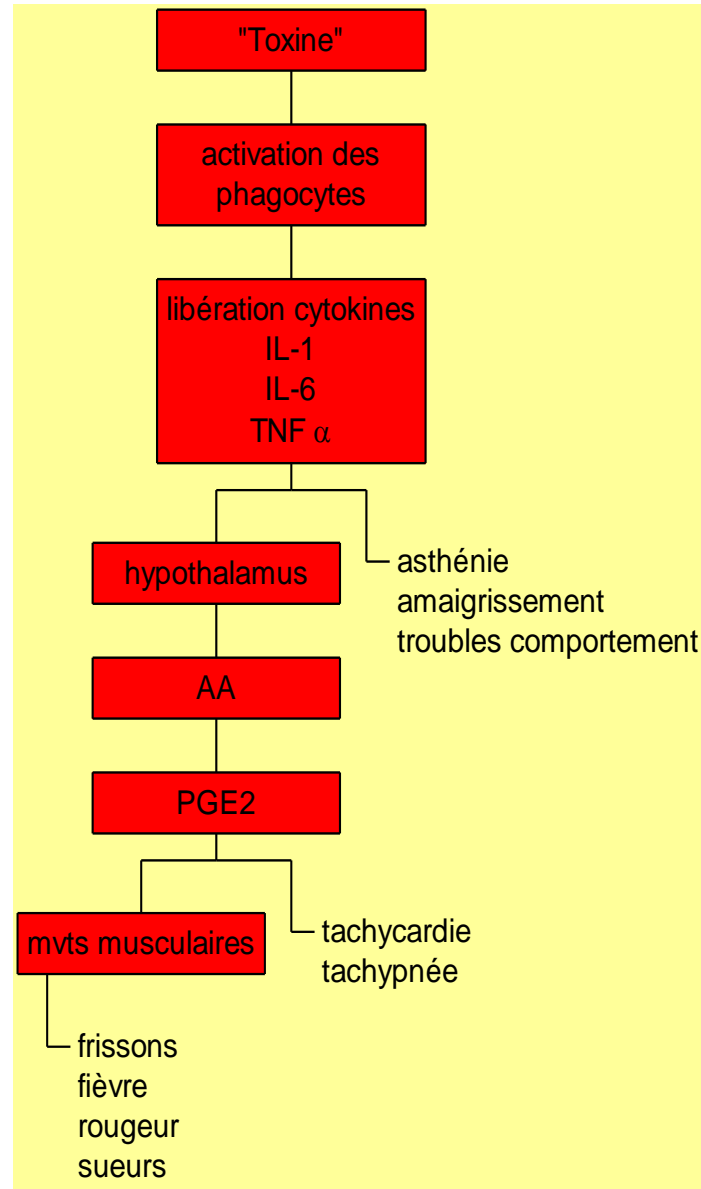 "Toxine"
activation des
phagocytes
libération cytokines
IL-1
IL-6
TNF α
hypothalamus
asthénie
amaigrissement
troubles comportement
AA
PGE2
mvts musculaires
tachycardie
tachypnée
frissons
fièvre
rougeur
sueurs